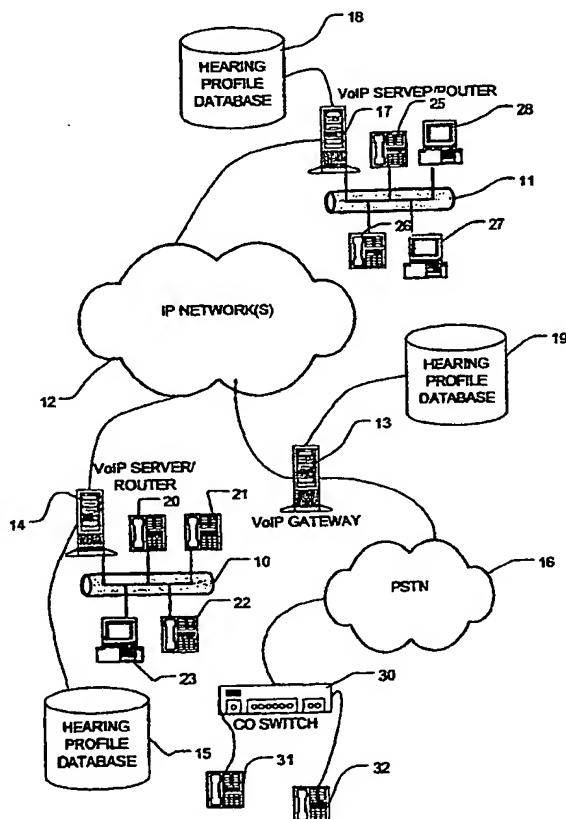 18
HEARING
PROFILE
DATABASE
VoIP SERVER/ROUTER
17
25
28
11
26
27
IP NETWORK(S)
12
19
HEARING
PROFILE
DATABASE
13
VoIP SERVER/
ROUTER
14
20
21
VoIP GATEWAY
10
16
PSTN
22
23
30
CO SWITCH
HEARING
PROFILE
DATABASE
15
31
32